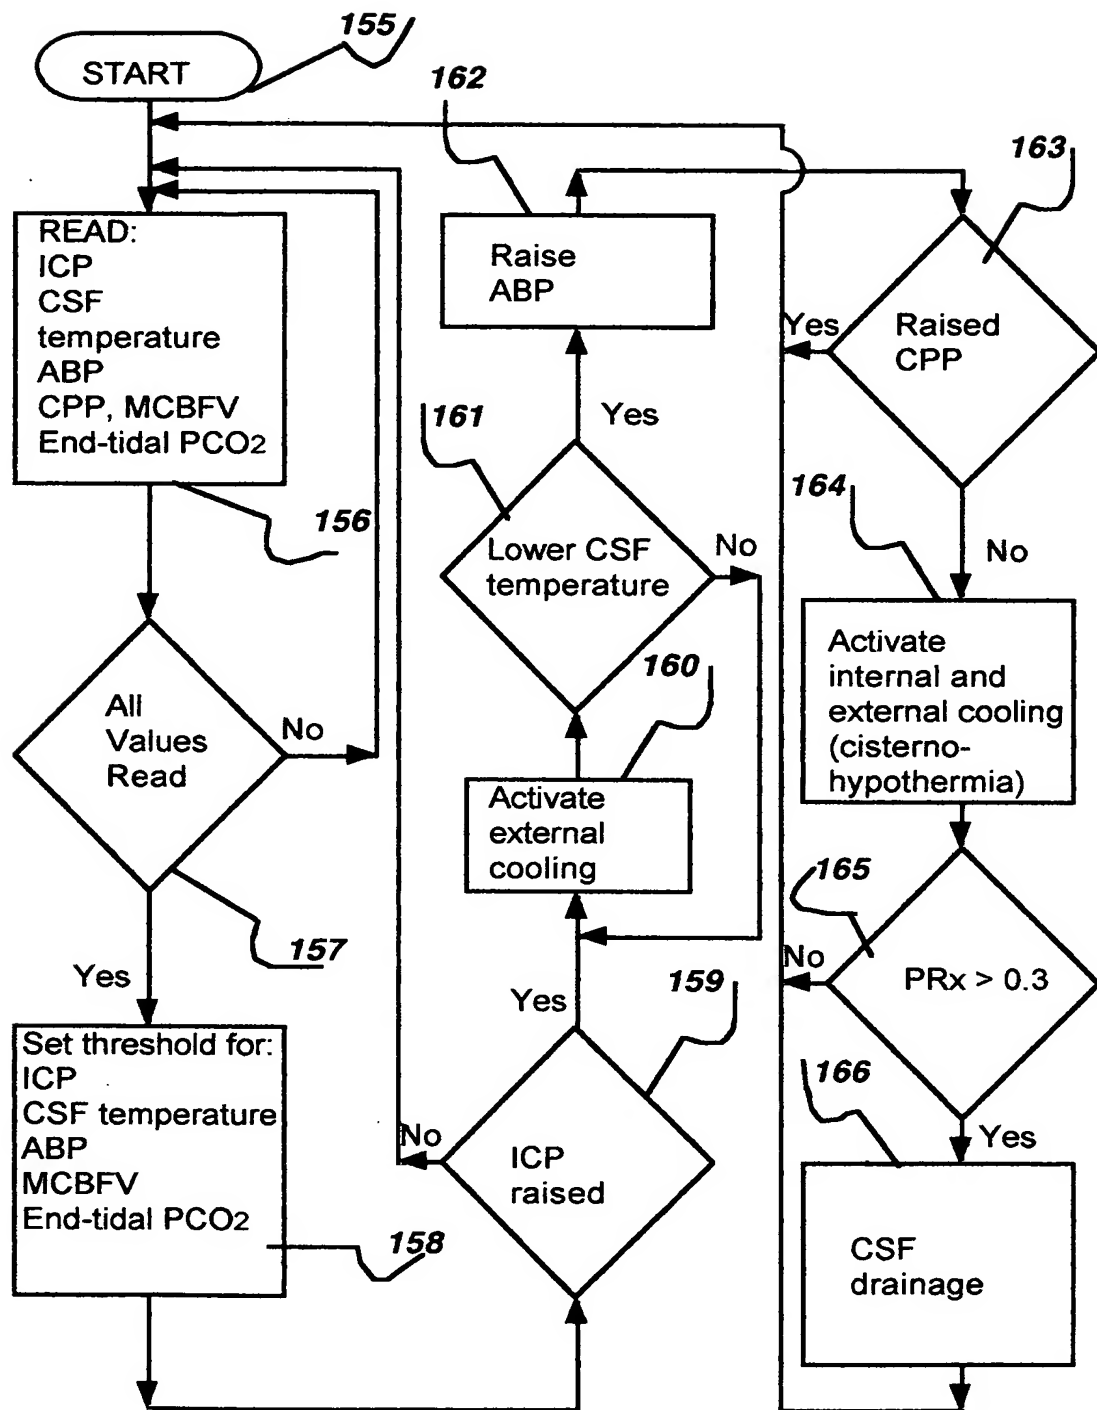 155
START
162
163
READ:
ICP
CSF
temperature
ABP
CPP, MCBFV
End-tidal PCO2
156
All
Values
Read
No
157
Yes
Set threshold for:
ICP
CSF temperature
ABP
MCBFV
End-tidal PCO2
158
Raise
ABP
Yes
161
Lower CSF
temperature
No
160
Activate
external
cooling
Yes
159
No
ICP
raised
Yes
Raised
CPP
164
No
Activate
internal and
external cooling
(cisterno-
hypothermia)
165
No
PRx > 0.3
166
Yes
CSF
drainage